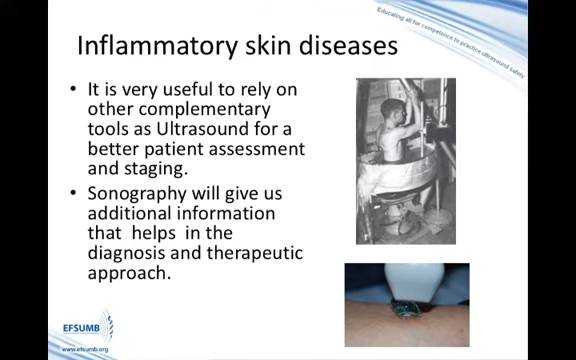 Educating all for competence to practice ultrasound safely
Inflammatory skin diseases
• It is very useful to rely on
other complementary
tools as Ultrasound for a
better patient assessment
and staging.
• Sonography will give us
additional information
that helps in the
diagnosis and therapeutic
approach.
EFSUMB
www.efsumb.org